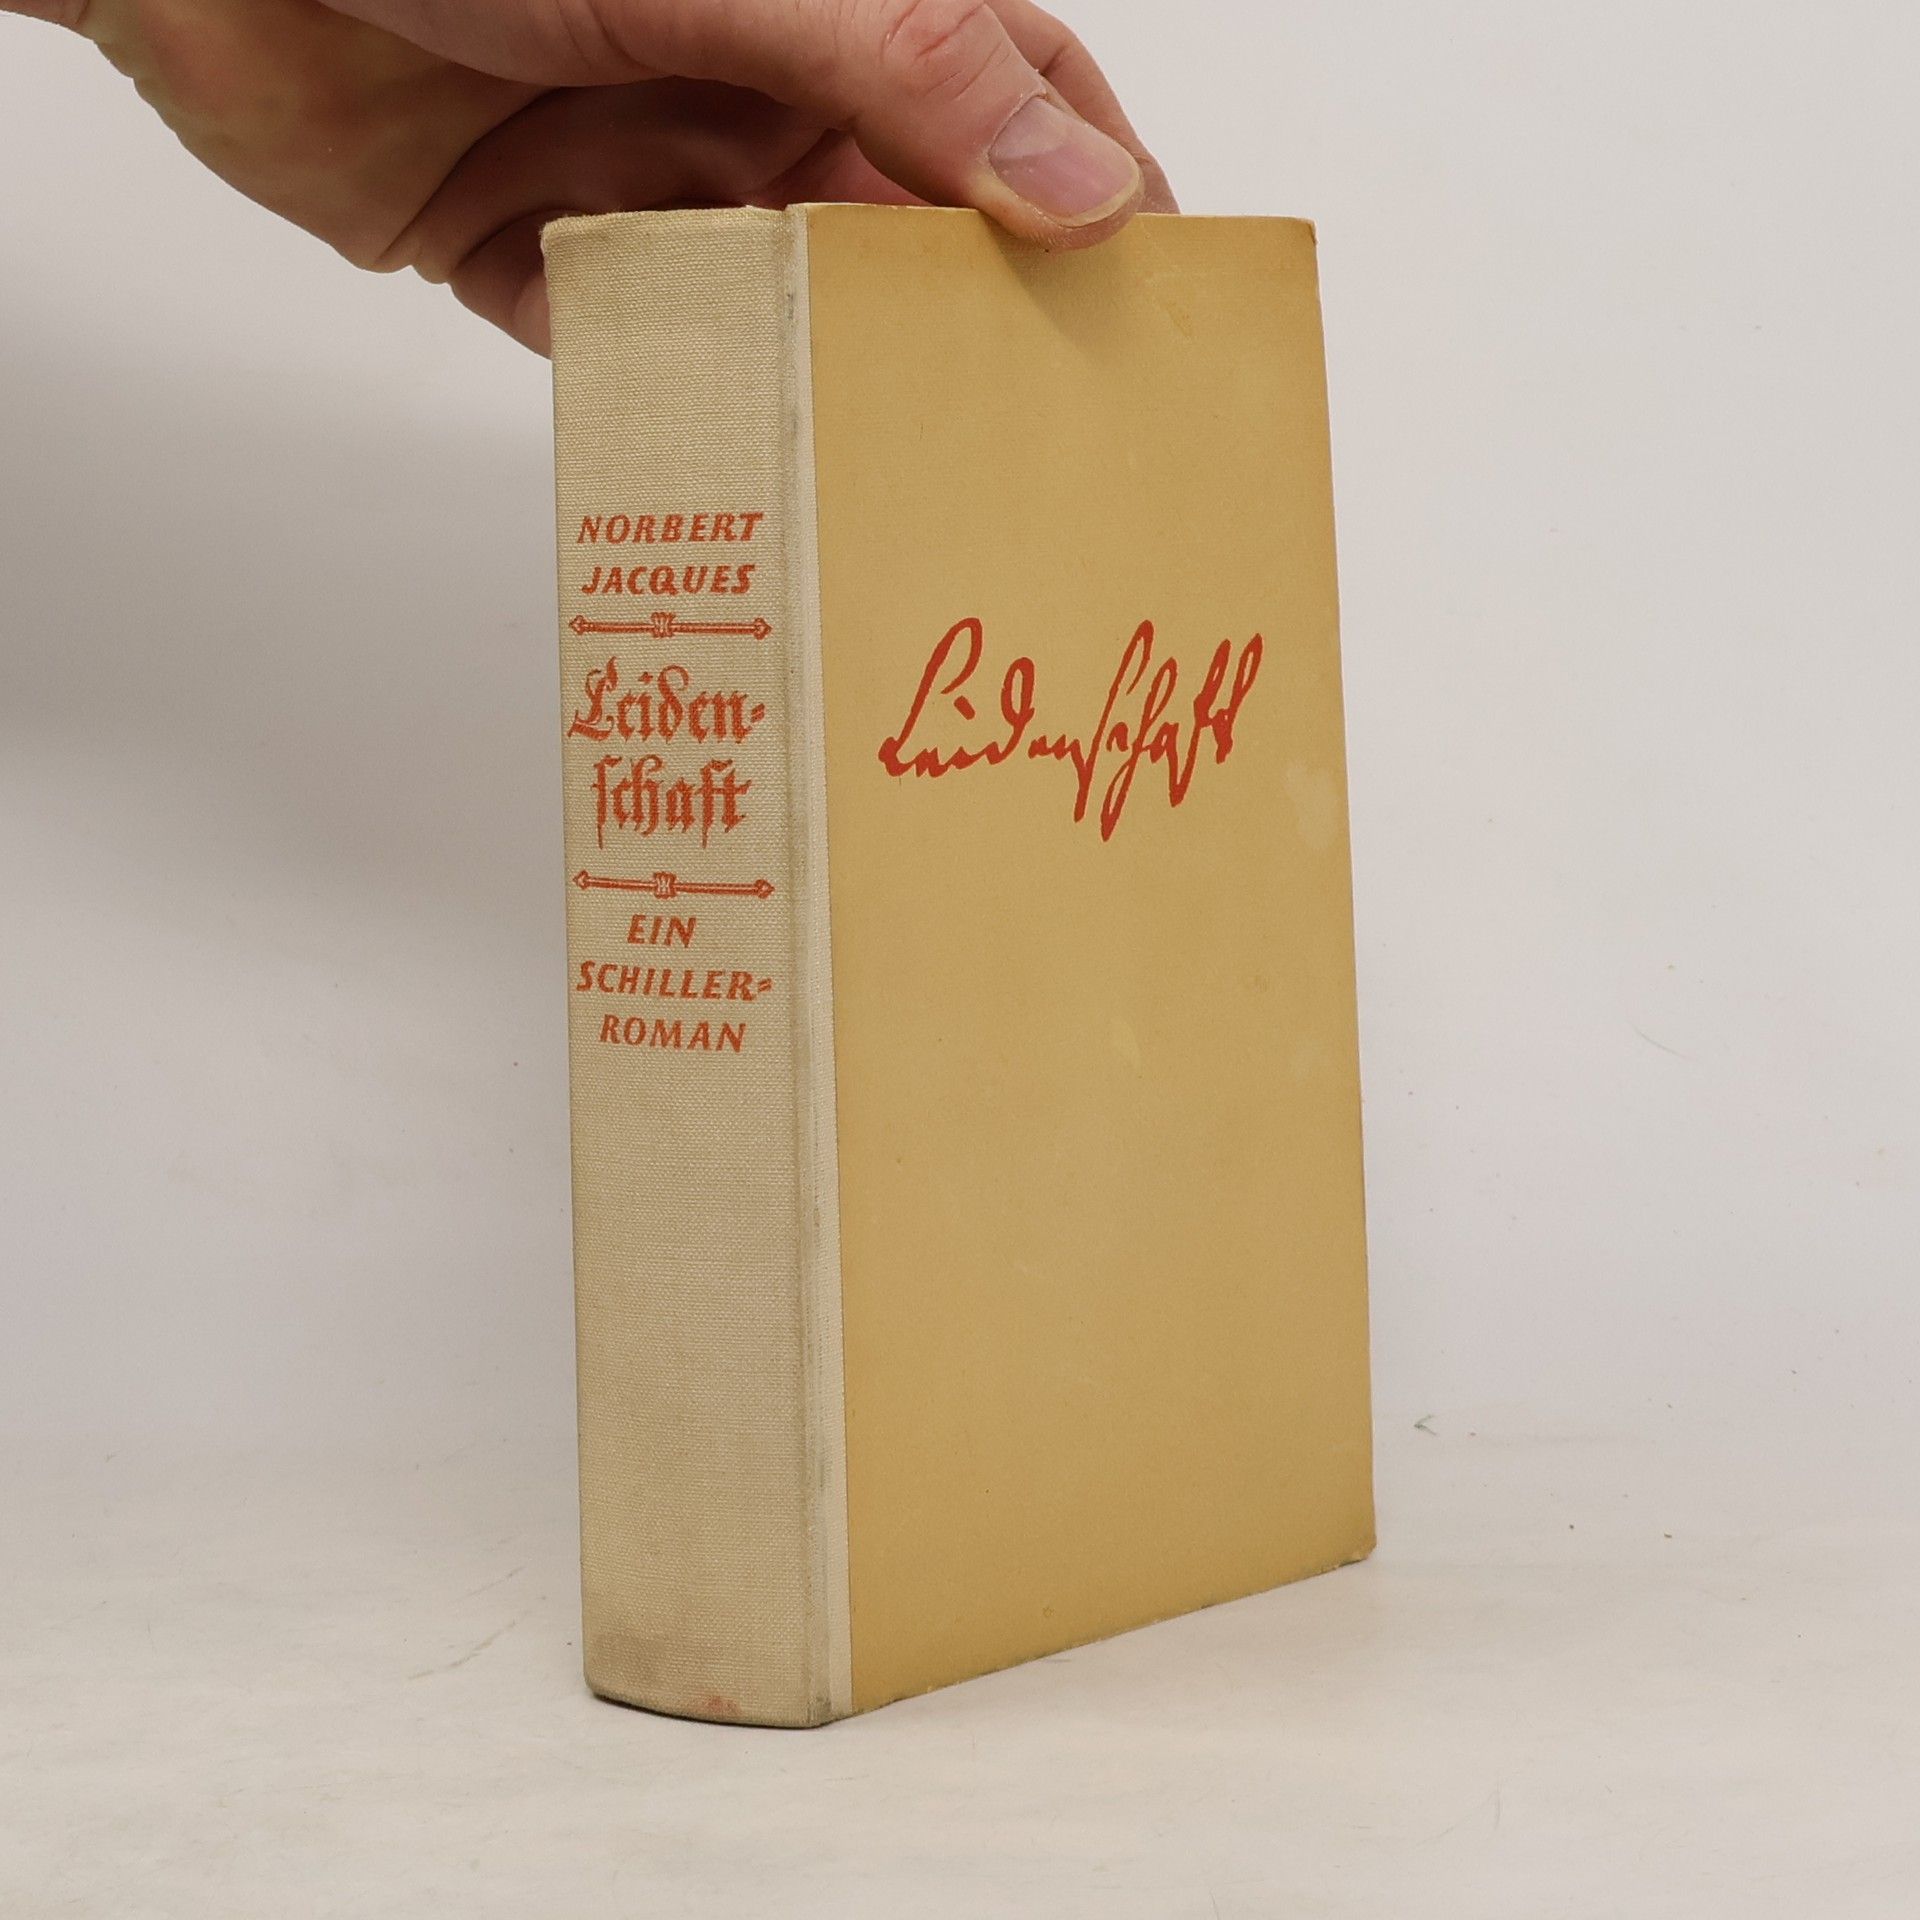 NORBERT
JACQUES
Leiden-
schaft
EIN
SCHILLER-
ROMAN
Leidenschaft